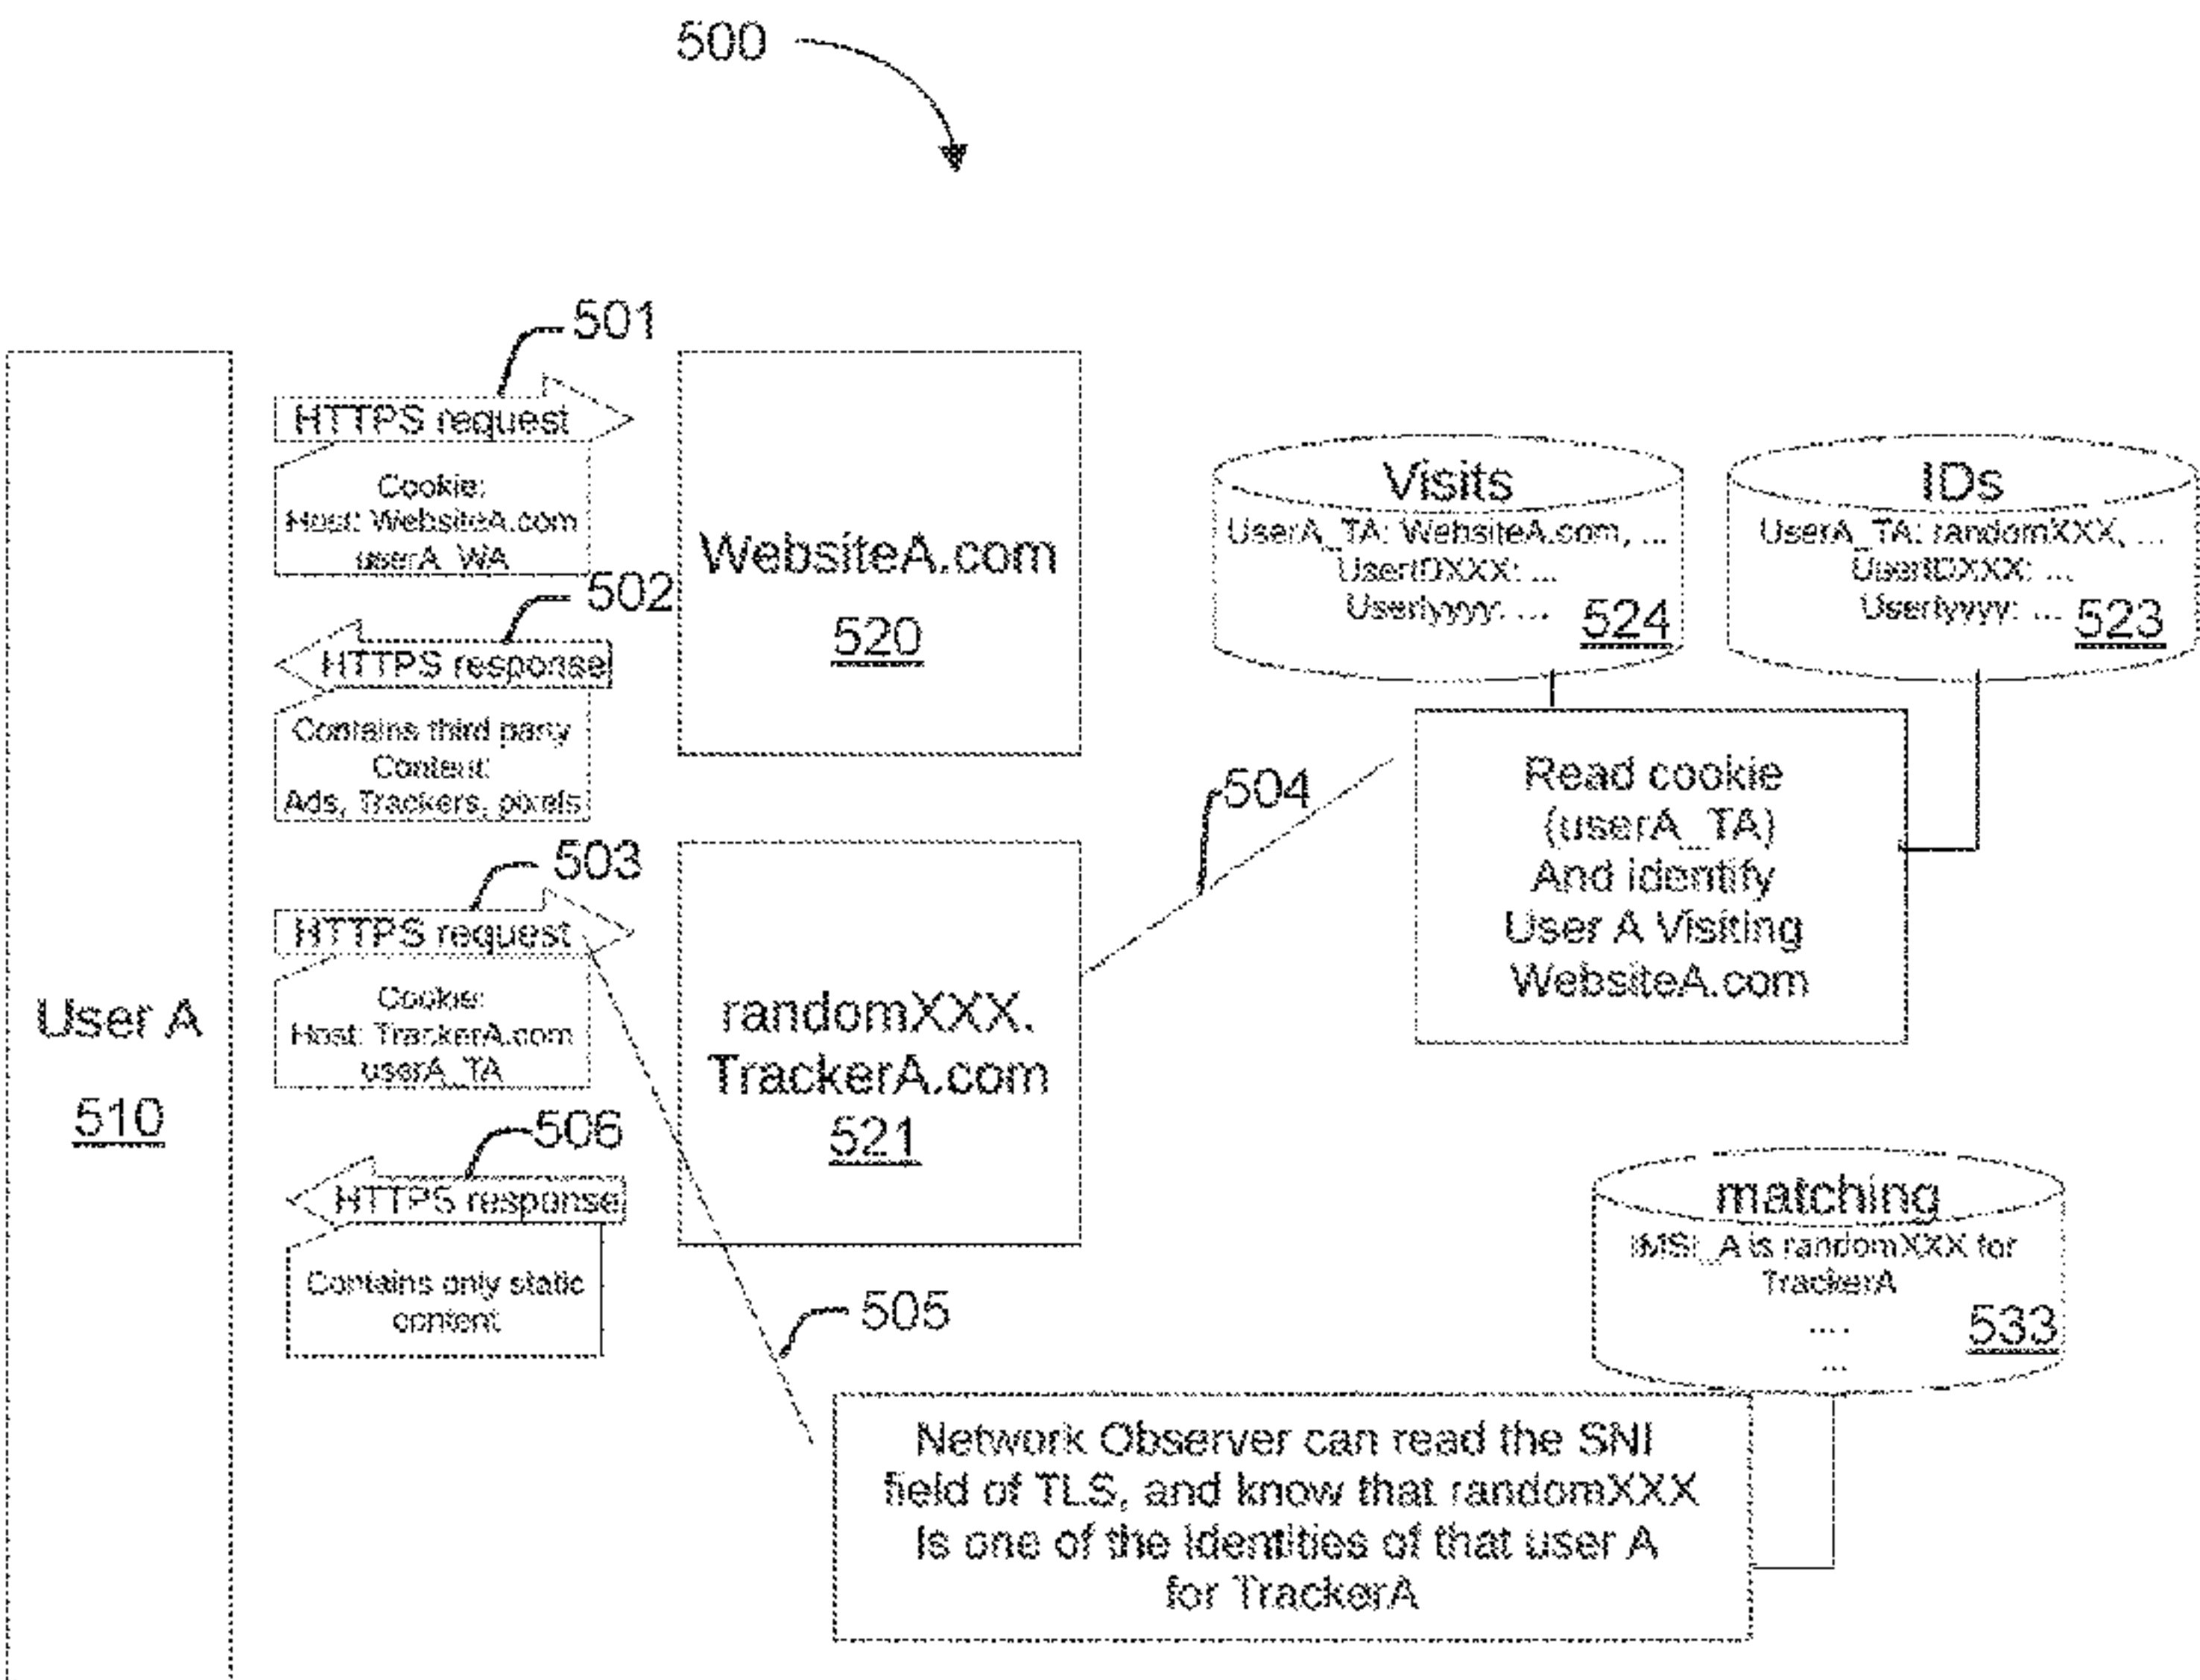 500
501
HTTPS request
Cookie:
Host: WebsiteA.com
userA_WA
502
HTTPS response
Contains third party
Content:
Ads, Trackers, pixels
503
HTTPS request
Cookie:
Host: TrackerA.com
userA_TA
506
HTTPS response
Contains only static
content
User A
510
WebsiteA.com
520
randomXXX.
TrackerA.com
521
504
505
Visits
UserA_TA: WebsiteA.com, ...
UserIDXXX: ...
UserIyyyy: ...
524
IDs
UserA_TA: randomXXX, ...
UserIDXXX: ...
UserIyyyy: ...
523
Read cookie
(userA_TA)
And identify
User A Visiting
WebsiteA.com
matching
IMSI_A is randomXXX for
TrackerA
....
...
533
Network Observer can read the SNI
field of TLS, and know that randomXXX
Is one of the identities of that user A
for TrackerA